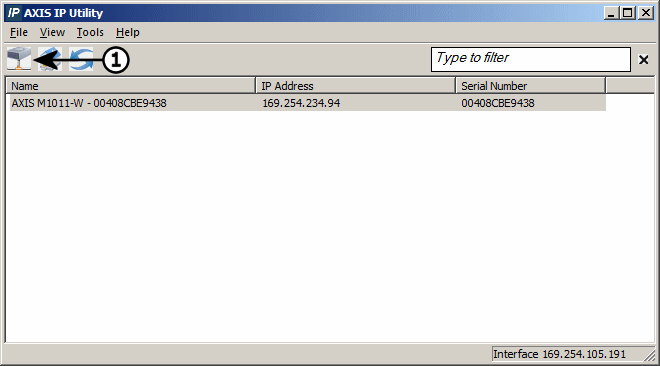 IP AXIS IP Utility
File View Tools Help
1 Type to filter
Name IP Address Serial Number
AXIS M1011-W - 00408CBE9438 169.254.234.94 00408CBE9438
Interface 169.254.105.191